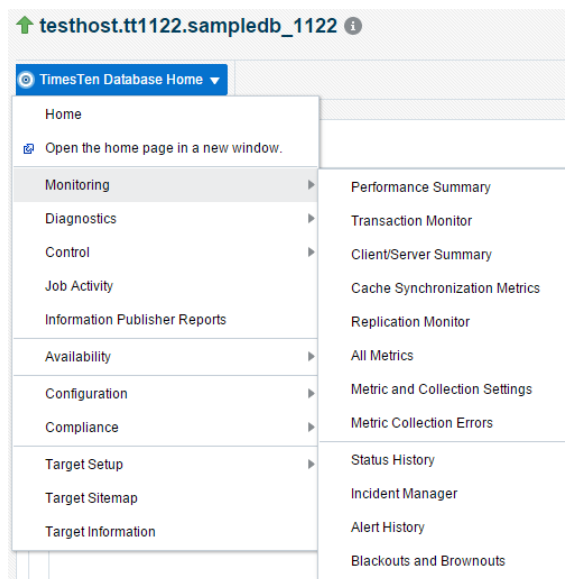 testhost.tt1122.sampledb_1122
TimesTen Database Home
Home
Open the home page in a new window.
Monitoring
Diagnostics
Control
Job Activity
Information Publisher Reports
Availability
Configuration
Compliance
Target Setup
Target Sitemap
Target Information
Performance Summary
Transaction Monitor
Client/Server Summary
Cache Synchronization Metrics
Replication Monitor
All Metrics
Metric and Collection Settings
Metric Collection Errors
Status History
Incident Manager
Alert History
Blackouts and Brownouts